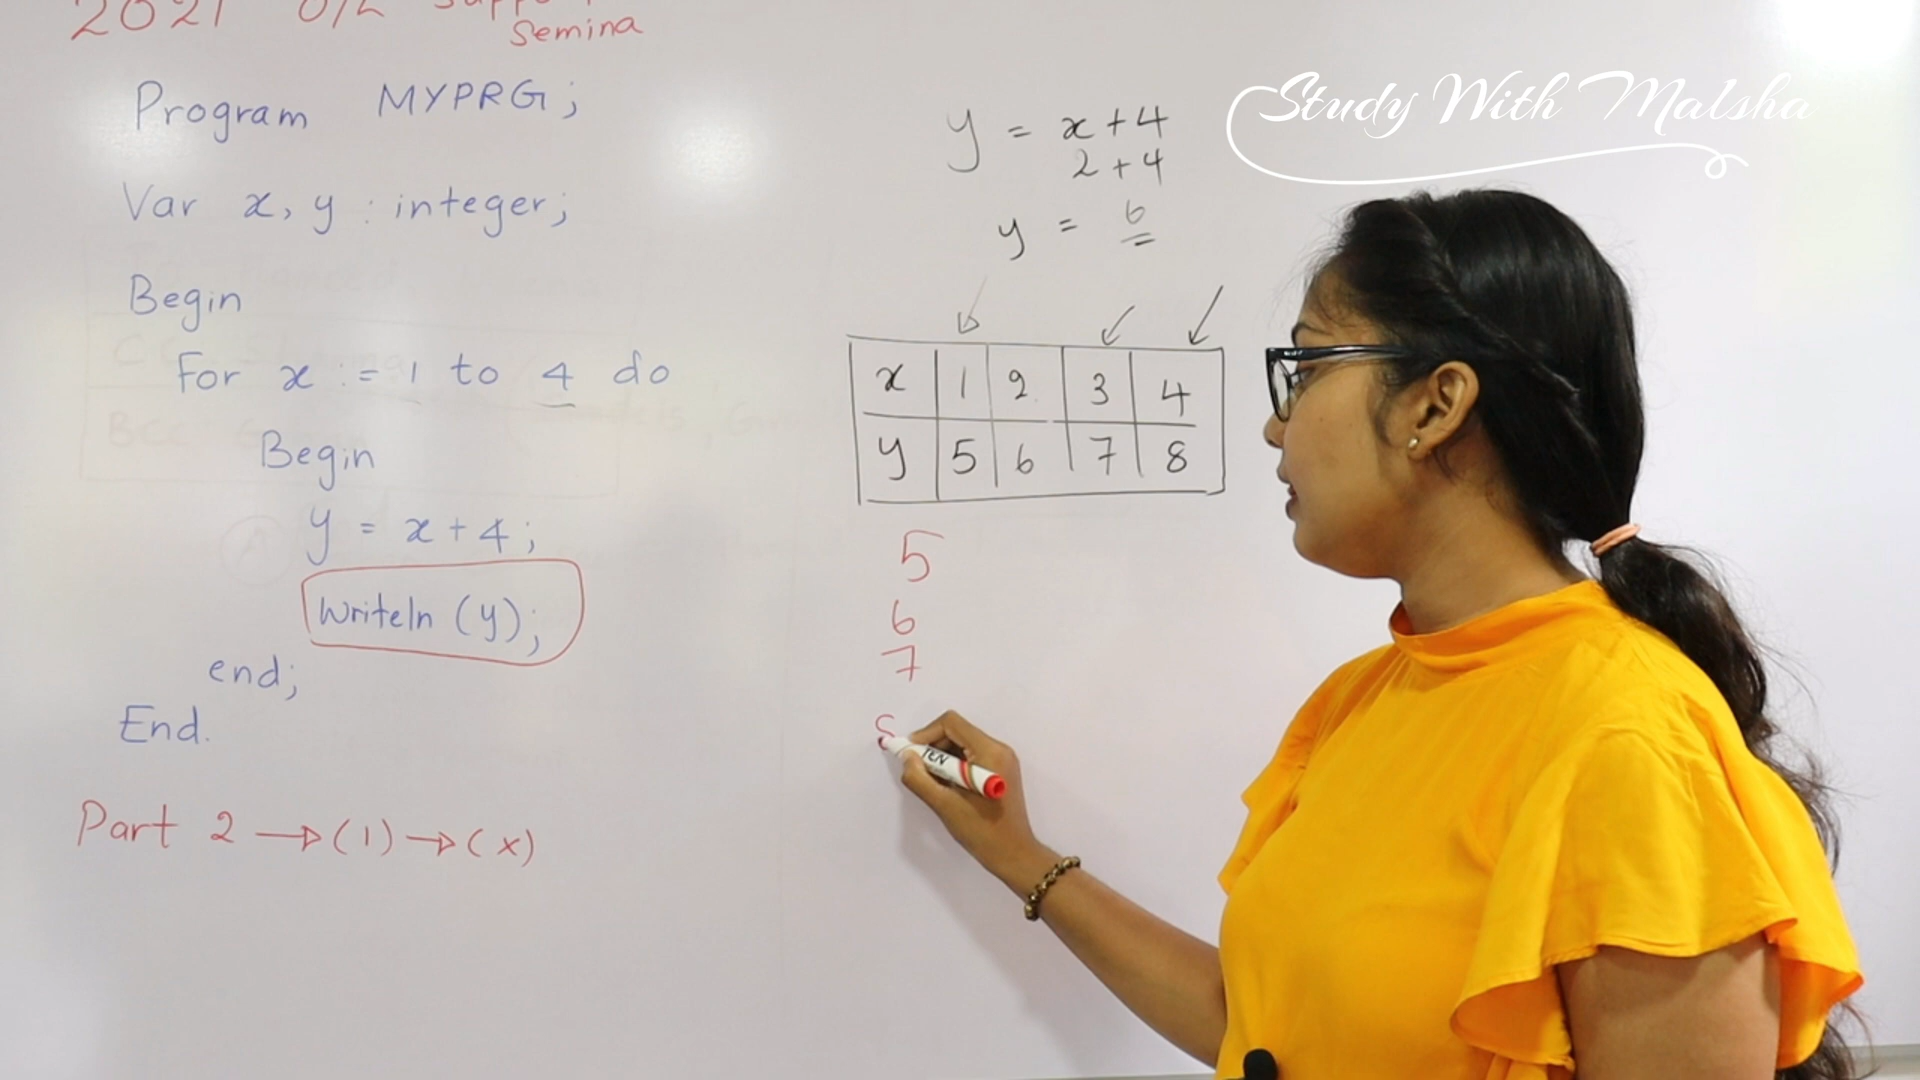 2021 O/L Support
Semina
Program MYPRG;
Var x, y : integer;
Begin
For x := 1 to 4 do
Begin
y = x + 4;
Writeln (y);
end;
End.
Part 2 → (1) → (x)
y = x + 4
2 + 4
y = 6
x 1 2 3 4
y 5 6 7 8
5
6
7
Study With Malsha
TEN